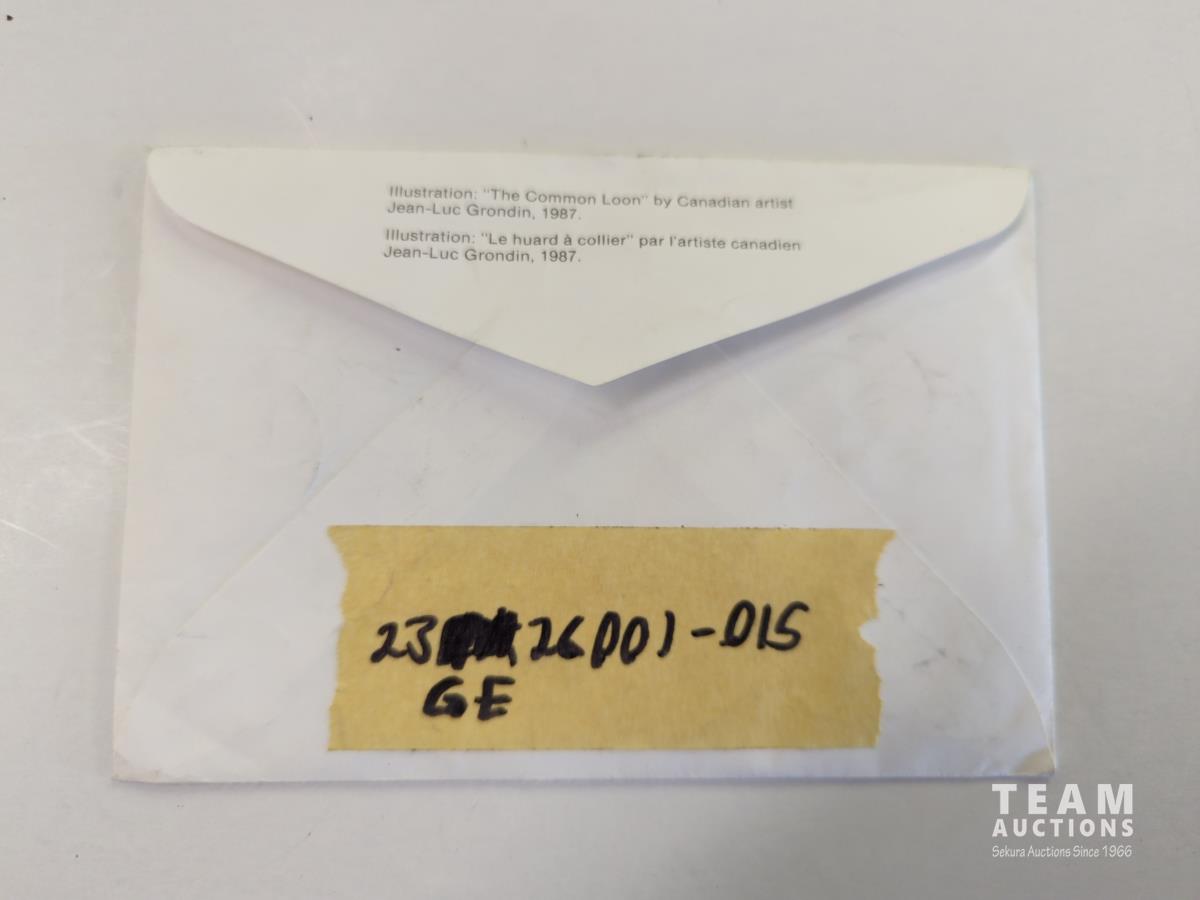 Illustration: "The Common Loon" by Canadian artist
Jean-Luc Grondin, 1987.
Illustration: "Le huard à collier" par l'artiste canadien
Jean-Luc Grondin, 1987.
23 26001-015
GE
TEAM
AUCTIONS
Sekura Auctions Since 1966